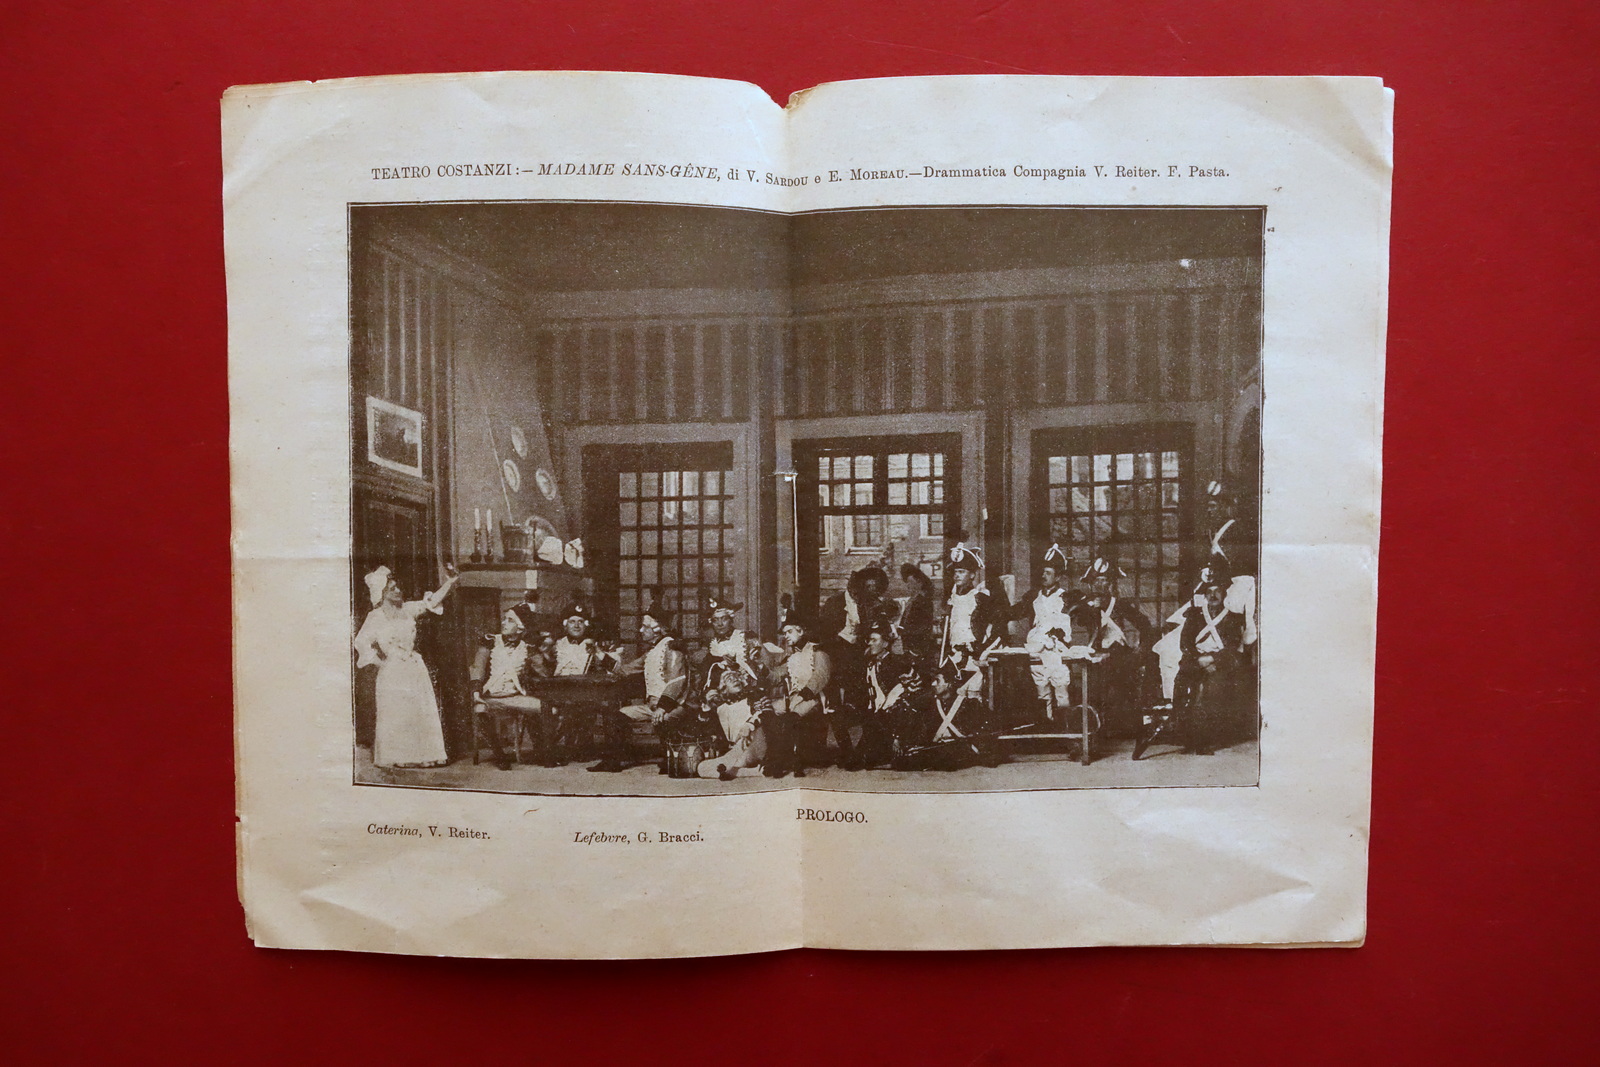 TEATRO COSTANZI:— MADAME SANS-GÊNE, di V. SARDOU e E. MOREAU.—Drammatica Compagnia V. Reiter. F. Pasta.
P
PROLOGO.
Caterina, V. Reiter.
Lefebvre, G. Bracci.